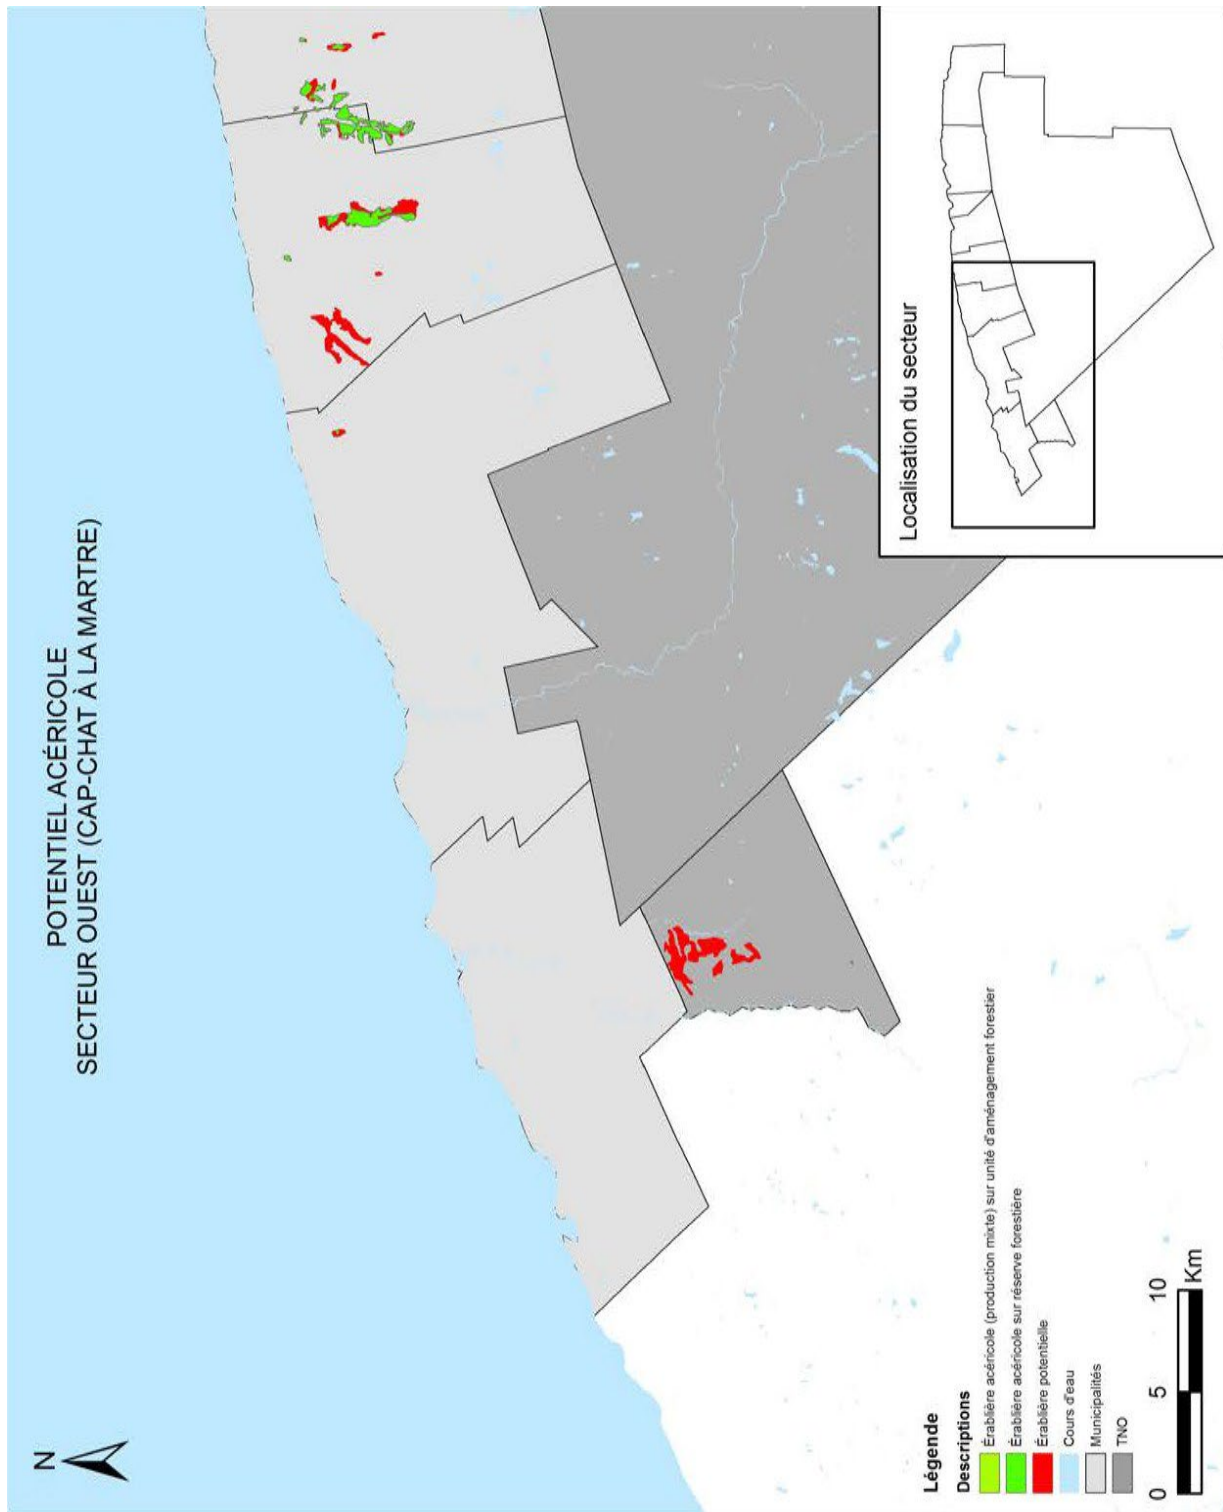 POTENTIEL ACÉRICOLE
SECTEUR OUEST (CAP-CHAT À LA MARTRE)
N
Localisation du secteur
Légende
Descriptions
Érablière acéricole (production mixte) sur unité d'aménagement forestier
Érablière acéricole sur réserve forestière
Érablière potentielle
Cours d'eau
Municipalités
TNO
0 5 10
Km